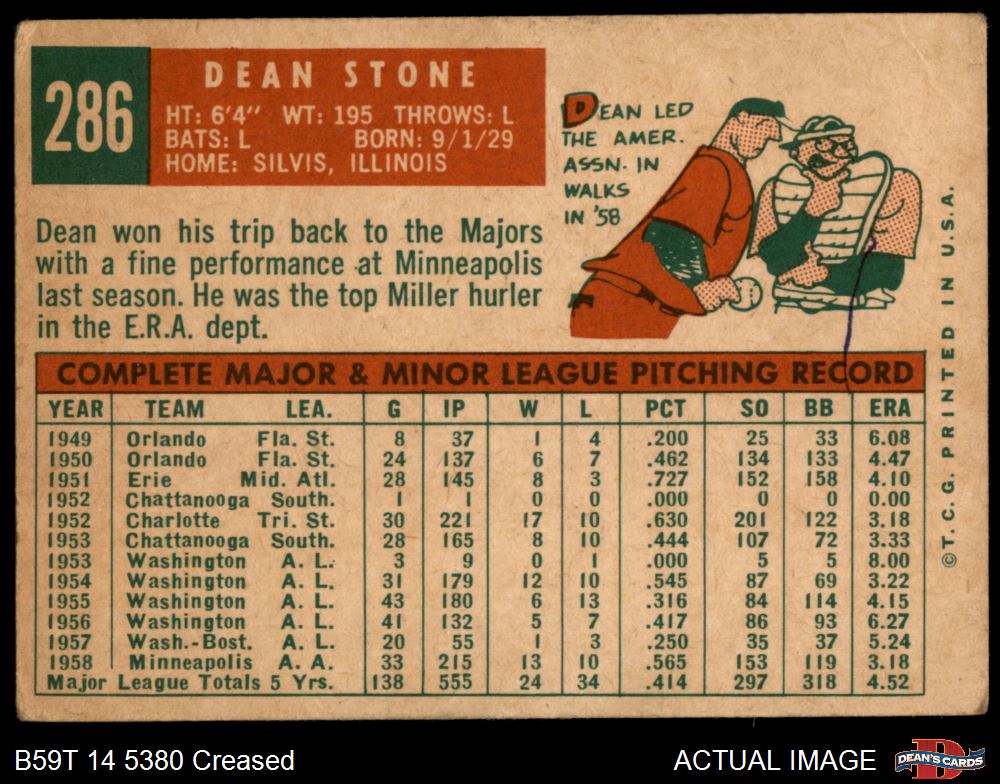 286
DEAN STONE
HT: 6'4" WT: 195 THROWS: L
BATS: L BORN: 9/1/29
HOME: SILVIS, ILLINOIS
DEAN LED
THE AMER.
ASSN. IN
WALKS
IN '58
Dean won his trip back to the Majors
with a fine performance at Minneapolis
last season. He was the top Miller hurler
in the E.R.A. dept.
COMPLETE MAJOR & MINOR LEAGUE PITCHING RECORD
YEAR TEAM LEA. G IP W L PCT SO BB ERA
1949 Orlando Fla. St. 8 37 1 4 .200 25 33 6.08
1950 Orlando Fla. St. 24 137 6 7 .462 134 133 4.47
1951 Erie Mid. Atl. 28 145 8 3 .727 152 158 4.10
1952 Chattanooga South. 1 1 0 0 .000 0 0 0.00
1952 Charlotte Tri. St. 30 221 17 10 .630 201 122 3.18
1953 Chattanooga South. 28 165 8 10 .444 107 72 3.33
1953 Washington A. L. 3 9 0 1 .000 5 5 8.00
1954 Washington A. L. 31 179 12 10 .545 87 69 3.22
1955 Washington A. L. 43 180 6 13 .316 84 114 4.15
1956 Washington A. L. 41 132 5 7 .417 86 93 6.27
1957 Wash.-Bost. A. L. 20 55 1 3 .250 35 37 5.24
1958 Minneapolis A. A. 33 215 13 10 .565 153 119 3.18
Major League Totals 5 Yrs. 138 555 24 34 .414 297 318 4.52
© T. C. G. PRINTED IN U.S.A.
B59T 14 5380 Creased
ACTUAL IMAGE
D
DEAN'S CARDS